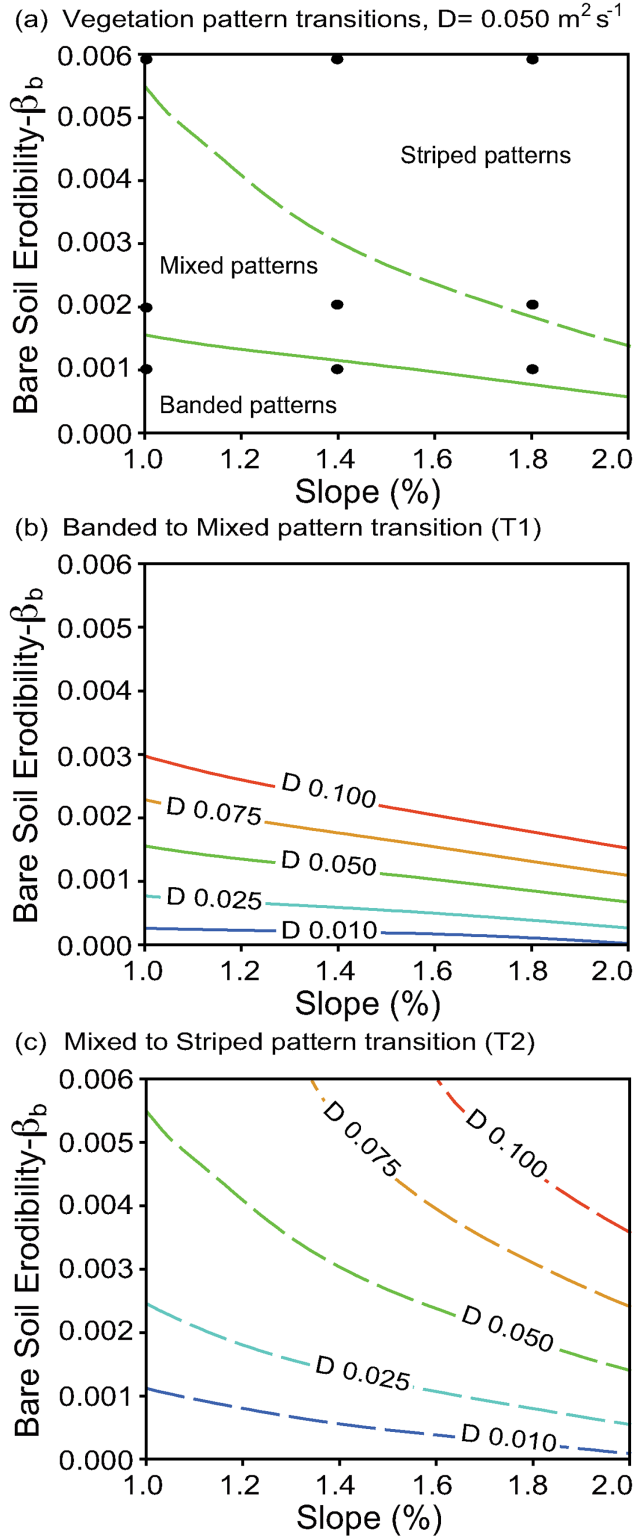 (a) Vegetation pattern transitions, D= 0.050 m² s⁻¹
Bare Soil Erodibility-βb
0.006
0.005
0.004
0.003
0.002
0.001
0.000
Striped patterns
Mixed patterns
Banded patterns
1.0 1.2 1.4 1.6 1.8 2.0
Slope (%)
(b) Banded to Mixed pattern transition (T1)
Bare Soil Erodibility-βb
0.006
0.005
0.004
0.003
0.002
0.001
0.000
D 0.100
D 0.075
D 0.050
D 0.025
D 0.010
1.0 1.2 1.4 1.6 1.8 2.0
Slope (%)
(c) Mixed to Striped pattern transition (T2)
Bare Soil Erodibility-βb
0.006
0.005
0.004
0.003
0.002
0.001
0.000
D 0.100
D 0.075
D 0.050
D 0.025
D 0.010
1.0 1.2 1.4 1.6 1.8 2.0
Slope (%)